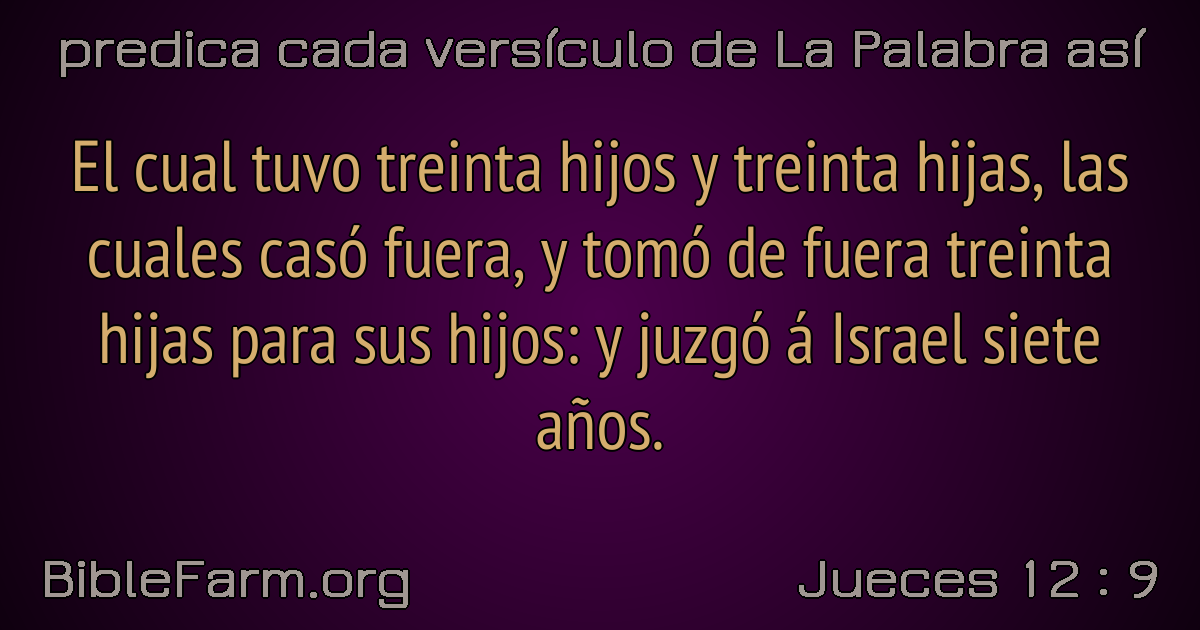 predica cada versículo de La Palabra así
El cual tuvo treinta hijos y treinta hijas, las
cuales casó fuera, y tomó de fuera treinta
hijas para sus hijos: y juzgó á Israel siete
años.
BibleFarm.org
Jueces 12 : 9